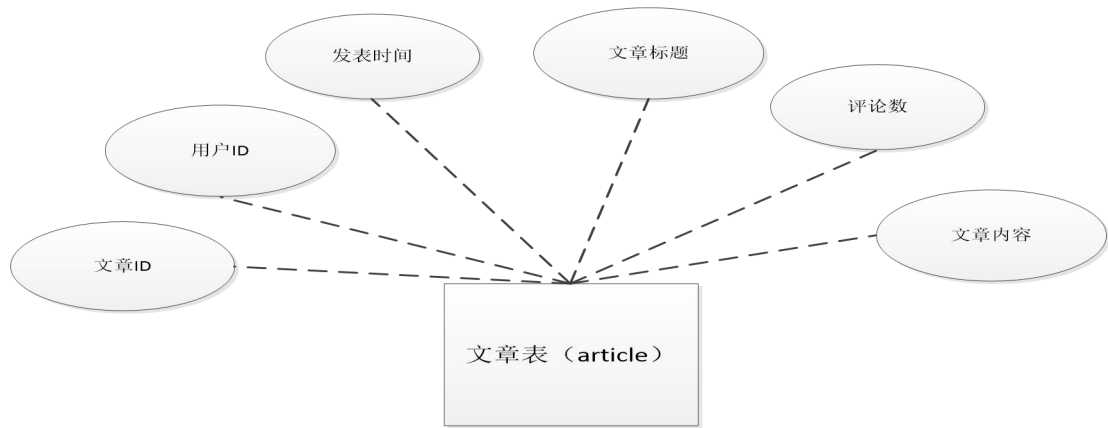 发表时间
文章标题
评论数
用户ID
文章内容
文章ID
文章表（article）